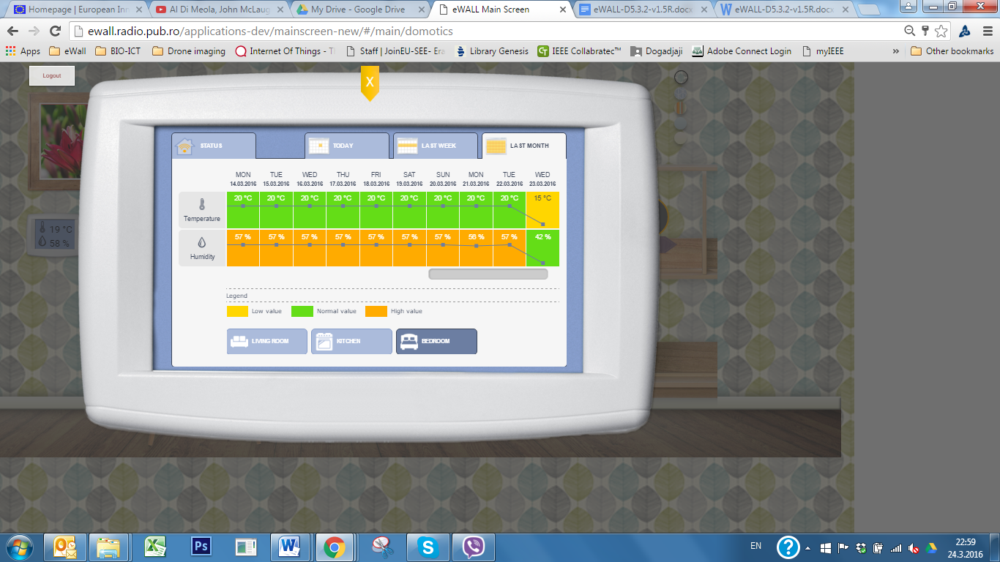 Homepage | European Inn
Al Di Meola, John McLaug
My Drive - Google Drive
eWALL Main Screen
eWALL-D5.3.2-v1.5R.docx
eWALL-D5.3.2-v1.5R.docx
ewall.radio.pub.ro/applications-dev/mainscreen-new/#/main/domotics
Apps
eWall
BIO-ICT
Drone imaging
Internet Of Things - Th
Staff | JoinEU-SEE- Era
Library Genesis
IEEE Collabratec™
Dogadjaji
Adobe Connect Login
myIEEE
»
Other bookmarks
Logout
X
STATUS
TODAY
LAST WEEK
LAST MONTH
MON TUE WED THU FRI SAT SUN MON TUE WED
14.03.2016 15.03.2016 16.03.2016 17.03.2016 18.03.2016 19.03.2016 20.03.2016 21.03.2016 22.03.2016 23.03.2016
20 °C 20 °C 20 °C 20 °C 20 °C 20 °C 20 °C 20 °C 20 °C 15 °C
Temperature
57 % 57 % 57 % 57 % 57 % 57 % 57 % 56 % 57 % 42 %
Humidity
19 °C
58 %
Legend
Low value
Normal value
High value
LIVING ROOM
KITCHEN
BEDROOM
EN
22:59
24.3.2016